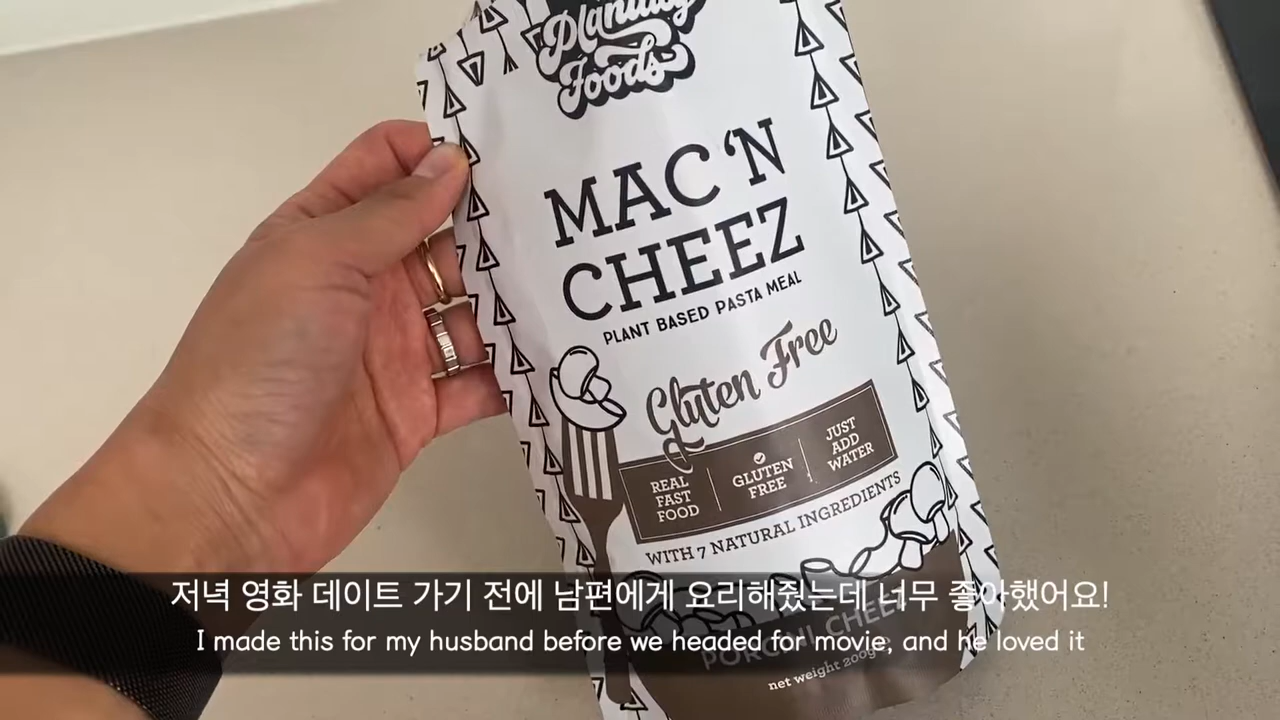 Foods
MAC 'N
CHEEZ
PLANT BASED PASTA MEAL
Gluten Free
REAL
FAST
FOOD
GLUTEN
FREE
JUST
ADD
WATER
WITH 7 NATURAL INGREDIENTS
PORCINI CHEEZ
net weight 200g
저녁 영화 데이트 가기 전에 남편에게 요리해줬는데 너무 좋아했어요!
I made this for my husband before we headed for movie, and he loved it